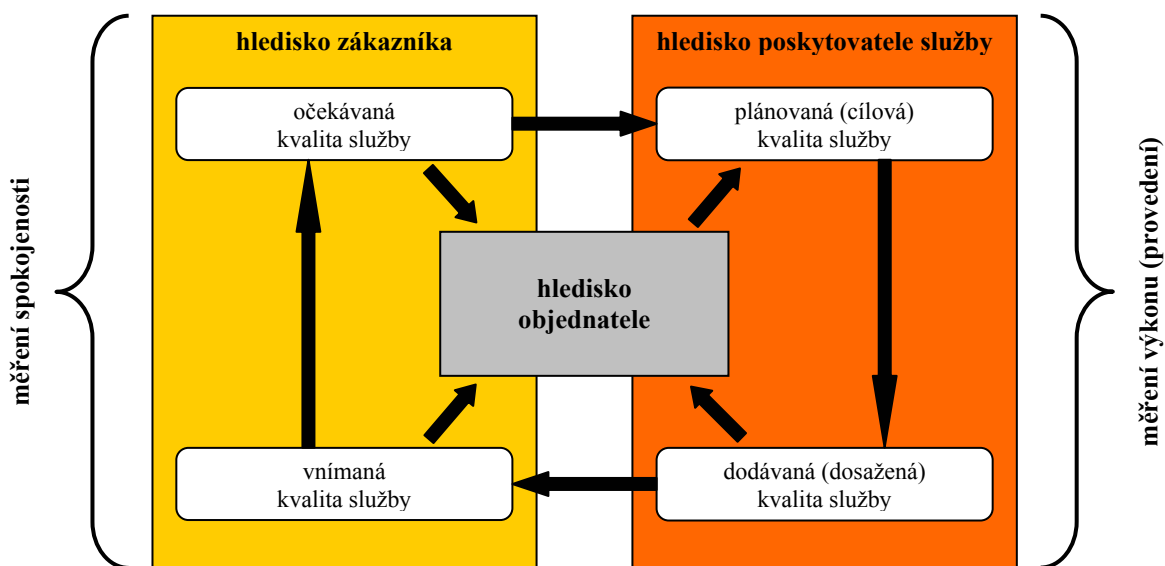 hledisko zákazníka
hledisko poskytovatele služby
očekávaná
kvalita služby
plánovaná (cílová)
kvalita služby
měření spokojenosti
hledisko
objednatele
měření výkonu (provedení)
vnímaná
kvalita služby
dodávaná (dosažená)
kvalita služby